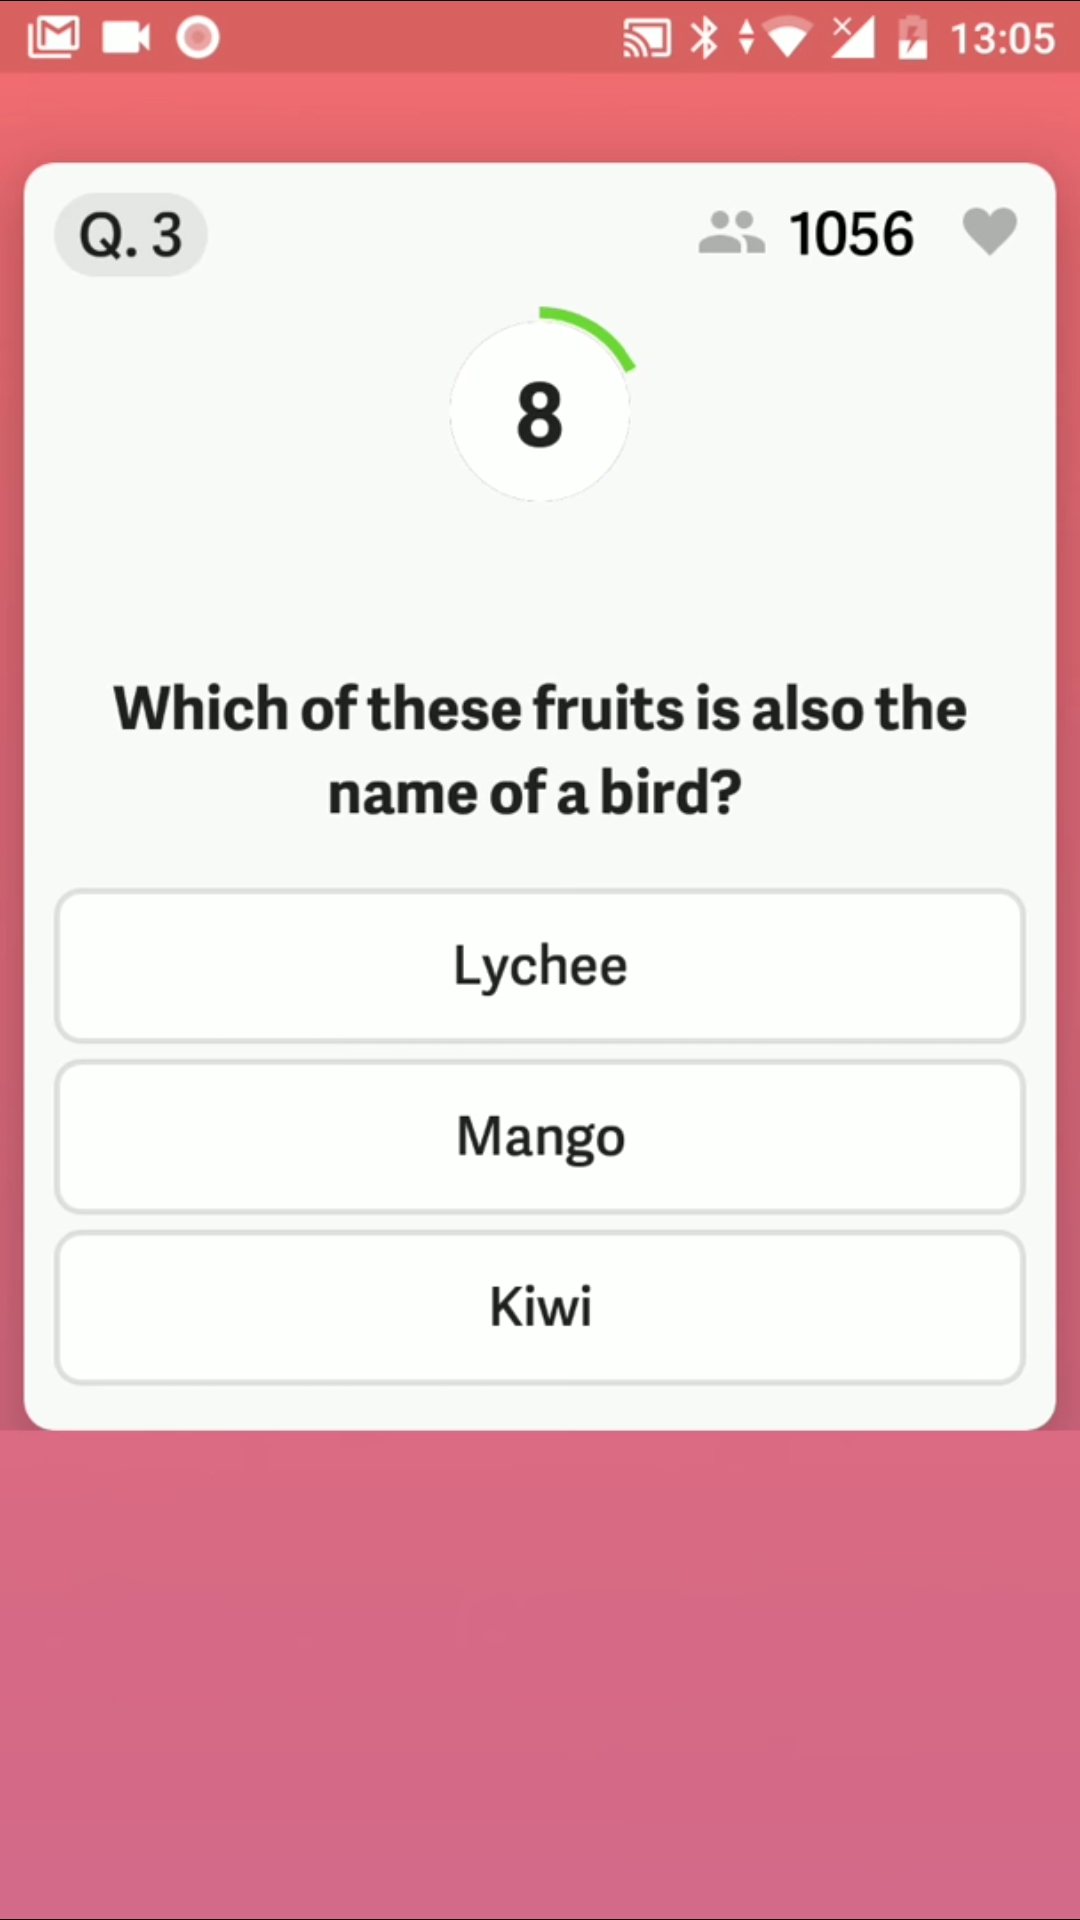 13:05
Q. 3
1056
8
Which of these fruits is also the
name of a bird?
Lychee
Mango
Kiwi